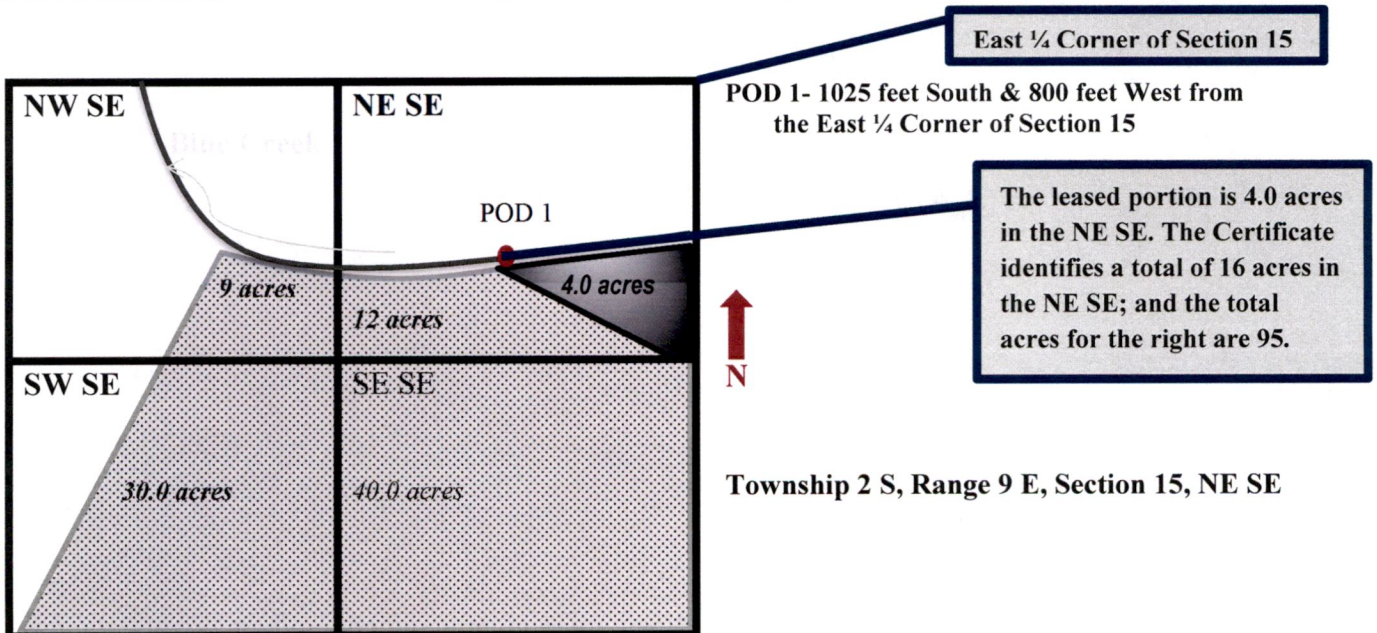 East ¼ Corner of Section 15
NW SE
NE SE
POD 1- 1025 feet South & 800 feet West from
the East ¼ Corner of Section 15
Blue Creek
POD 1
The leased portion is 4.0 acres
in the NE SE. The Certificate
identifies a total of 16 acres in
the NE SE; and the total
acres for the right are 95.
9 acres
4.0 acres
12 acres
N
SW SE
SE SE
30.0 acres
40.0 acres
Township 2 S, Range 9 E, Section 15, NE SE